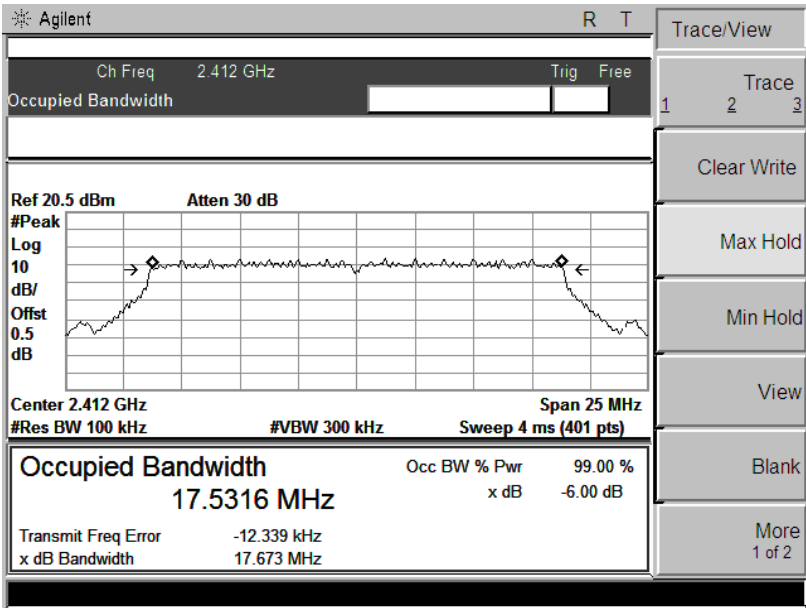 Agilent R T
Trace/View
Ch Freq 2.412 GHz Trig Free
Occupied Bandwidth
Trace
1 2 3
Clear Write
Ref 20.5 dBm Atten 30 dB
#Peak
Log
10
dB/
Offst
0.5
dB
Max Hold
Min Hold
View
Center 2.412 GHz Span 25 MHz
#Res BW 100 kHz #VBW 300 kHz Sweep 4 ms (401 pts)
Occupied Bandwidth Occ BW % Pwr 99.00 %
17.5316 MHz x dB -6.00 dB
Transmit Freq Error -12.339 kHz
x dB Bandwidth 17.673 MHz
Blank
More
1 of 2